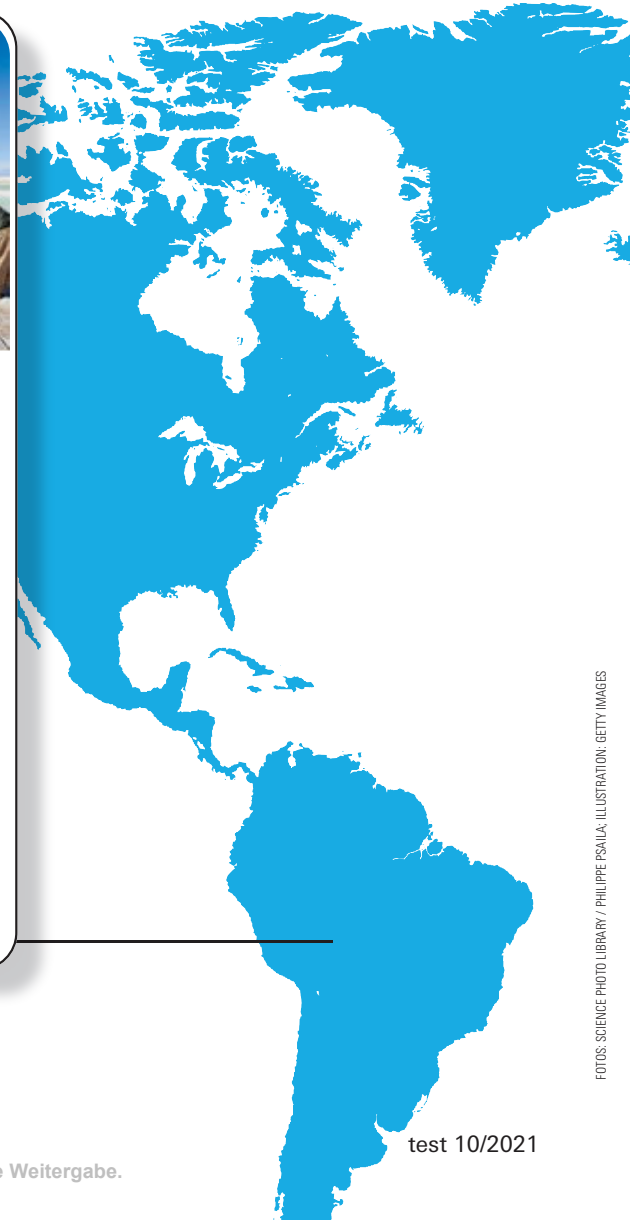 FOTOS: SCIENCE PHOTO LIBRARY / PHILIPPE PSAILA; ILLUSTRATION: GETTY IMAGES
test 10/2021
Weitergabe.